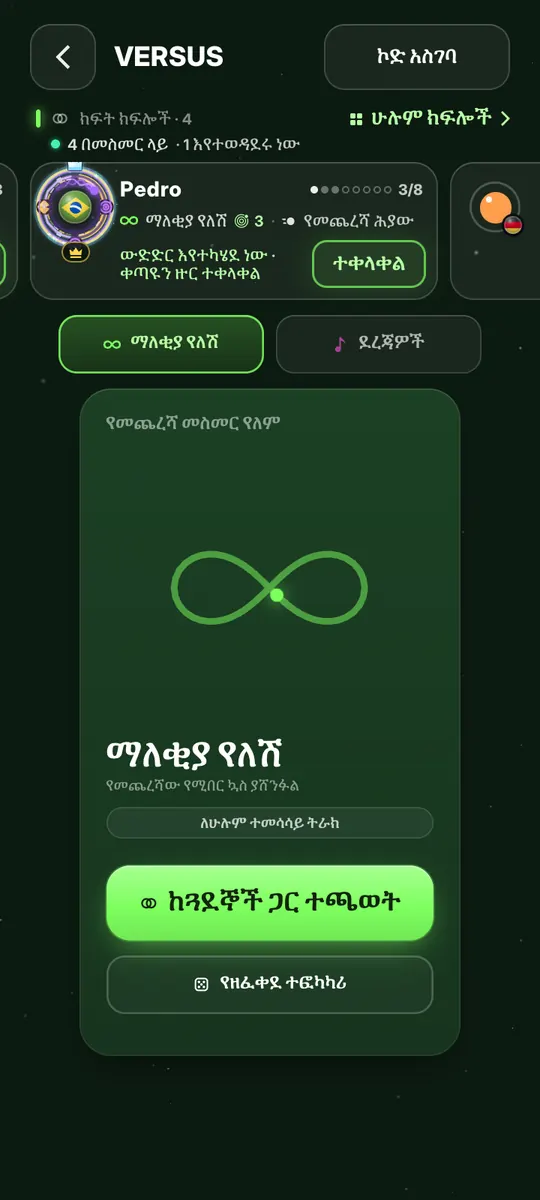 VERSUS
ኮድ አስገባ
ክፍት ክፍሎች · 4
ሁሉም ክፍሎች
4 በመስመር ላይ · 1 እየተወዳደሩ ነው
Pedro
3/8
ማለቂያ የለሽ 3 · የመጨረሻ ሕያው
ውድድር እየተካሄደ ነው ·
ቀጣዩን ዙር ተቀላቀል
ተቀላቀል
ማለቂያ የለሽ
ደረጃዎች
የመጨረሻ መስመር የለም
ማለቂያ የለሽ
የመጨረሻው የሚበር ኳስ ያሸንፋል
ለሁሉም ተመሳሳይ ትራክ
ከጓደኞች ጋር ተጫወት
የዘፈቀደ ተፎካካሪ